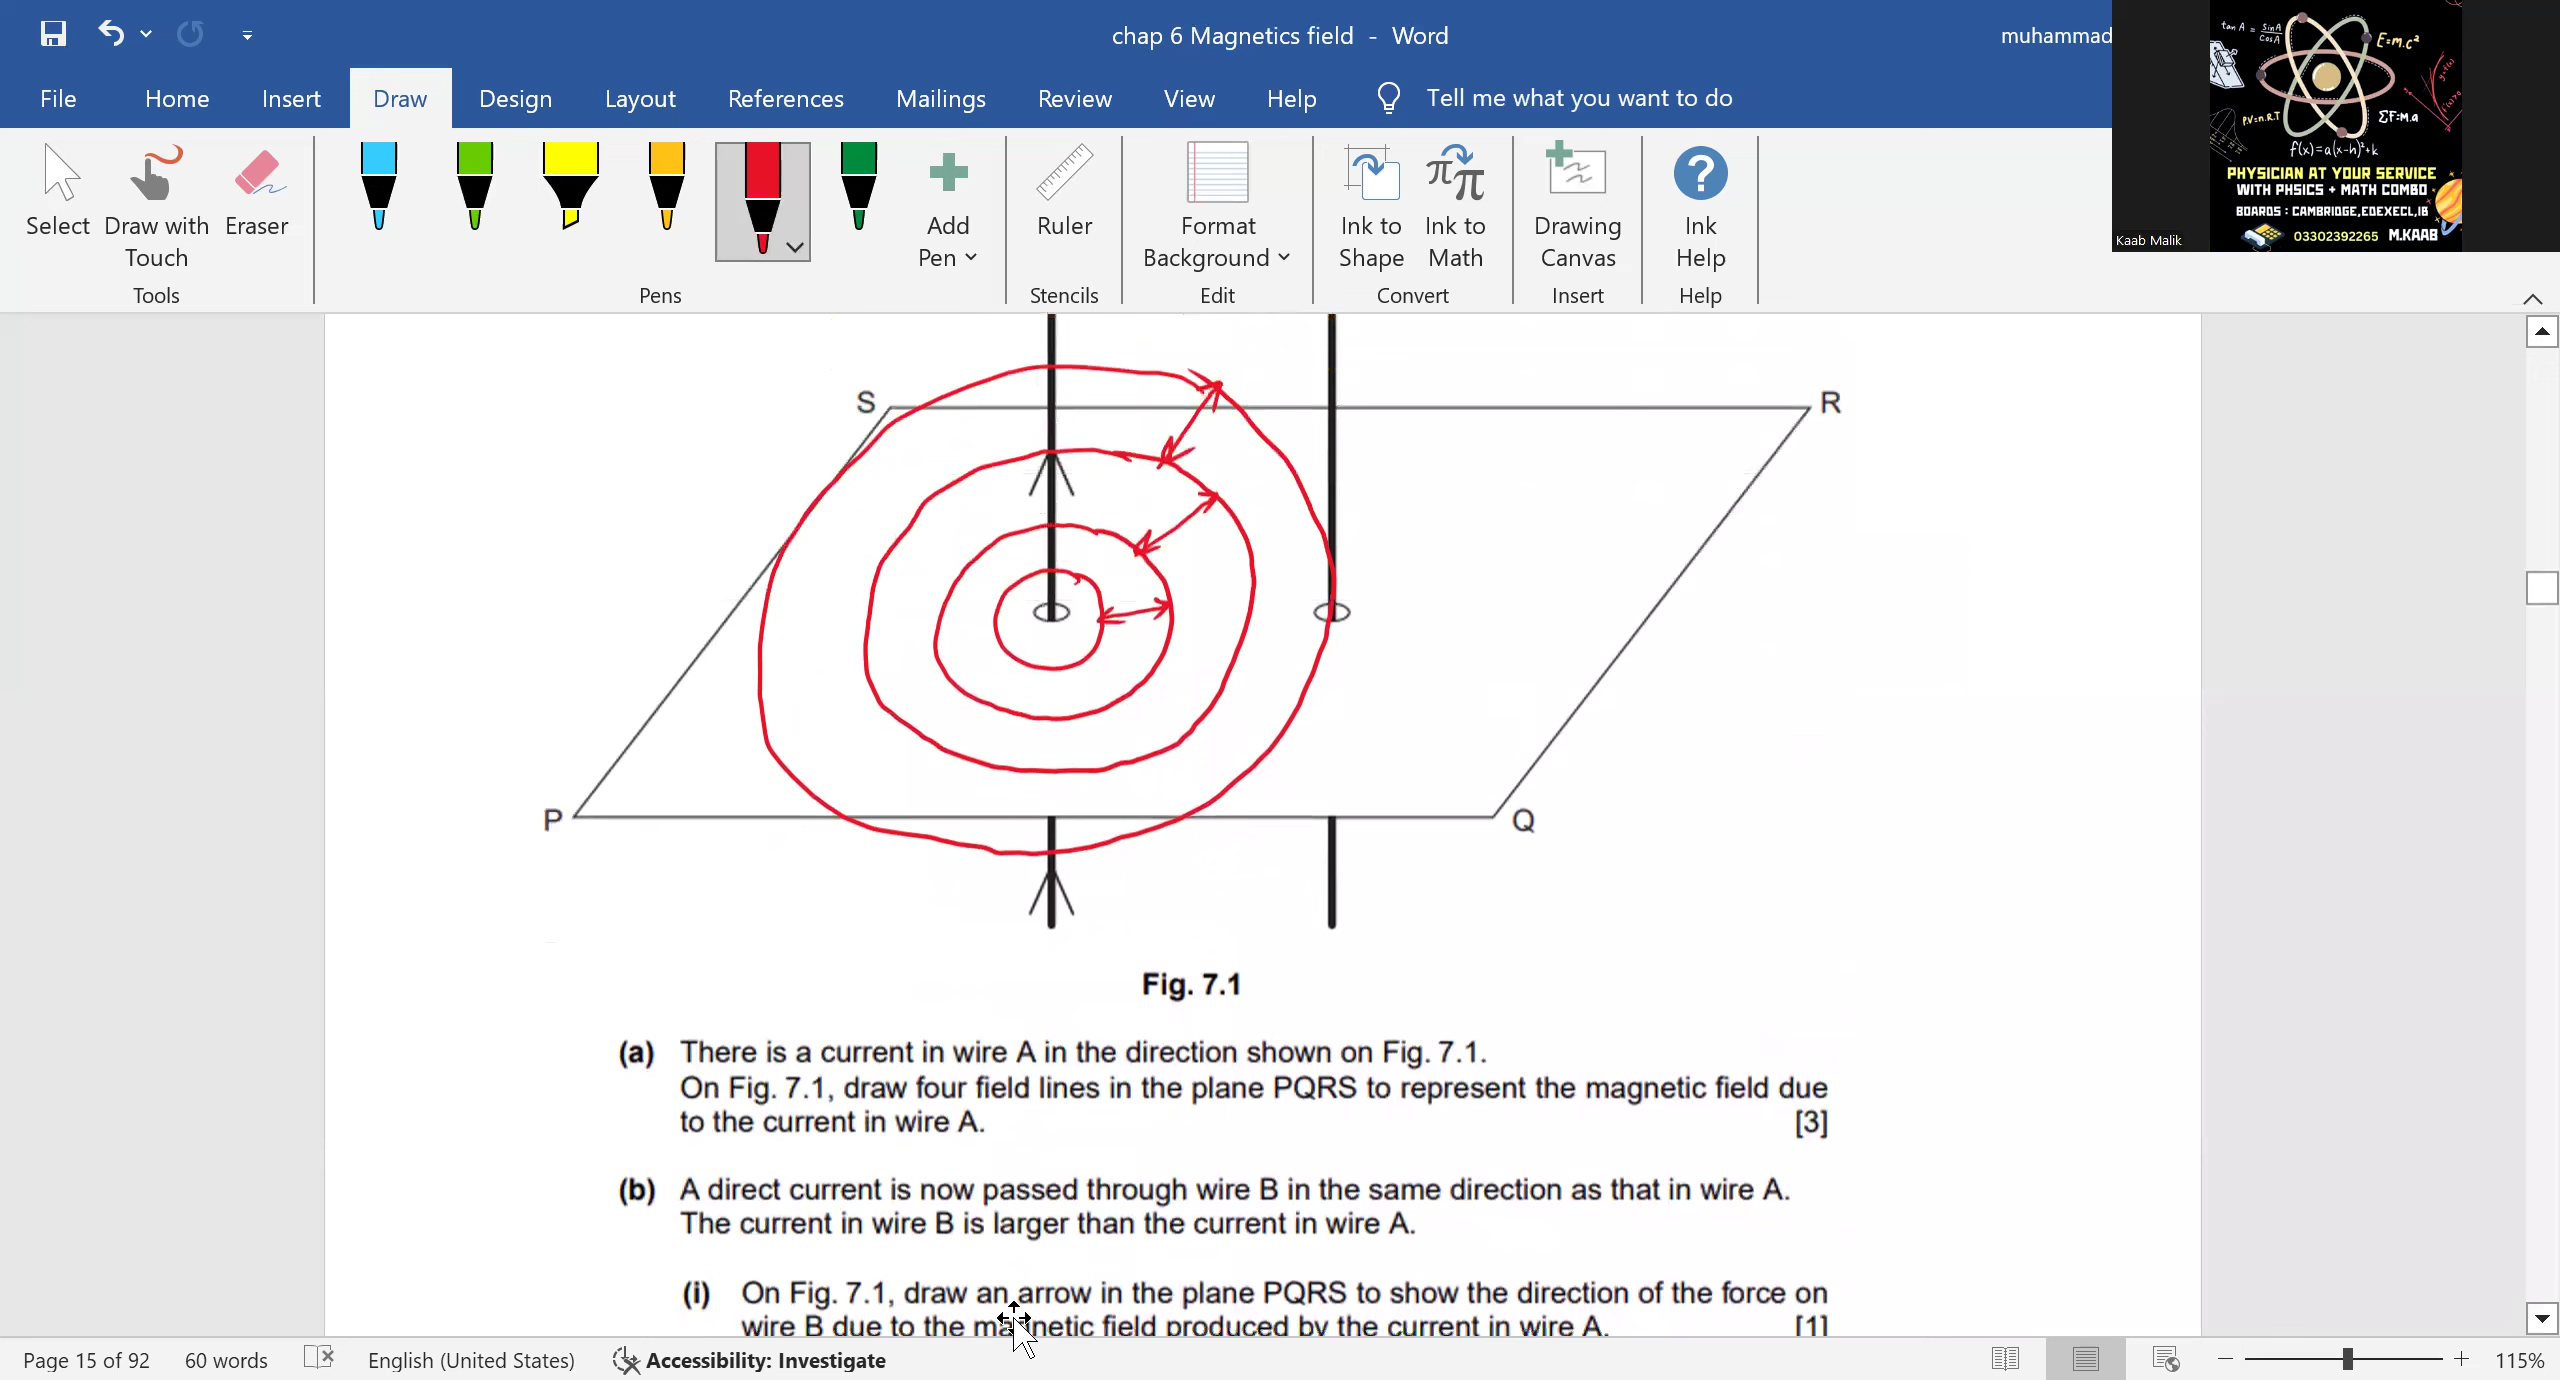 chap 6 Magnetics field - Word
muhammad
File Home Insert Draw Design Layout References Mailings Review View Help Tell me what you want to do
Select
Draw with Touch
Eraser
Tools
Pens
Add Pen
Ruler
Stencils
Format Background
Edit
Ink to Shape
Ink to Math
Convert
Drawing Canvas
Insert
Ink Help
Help
tan A = SinA/CosA
E=m.c²
P.V=n.R.T
ΣF=M.a
f(x)=a(x-h)²+k
PHYSICIAN AT YOUR SERVICE
WITH PHSICS + MATH COMBO
BOARDS : CAMBRIDGE,EDEXECL,IB
03302392265 M.KAAB
Kaab Malik
S
R
P
Q
Fig. 7.1
(a) There is a current in wire A in the direction shown on Fig. 7.1.
On Fig. 7.1, draw four field lines in the plane PQRS to represent the magnetic field due
to the current in wire A. [3]
(b) A direct current is now passed through wire B in the same direction as that in wire A.
The current in wire B is larger than the current in wire A.
(i) On Fig. 7.1, draw an arrow in the plane PQRS to show the direction of the force on
wire B due to the magnetic field produced by the current in wire A. [1]
Page 15 of 92 60 words English (United States) Accessibility: Investigate 115%